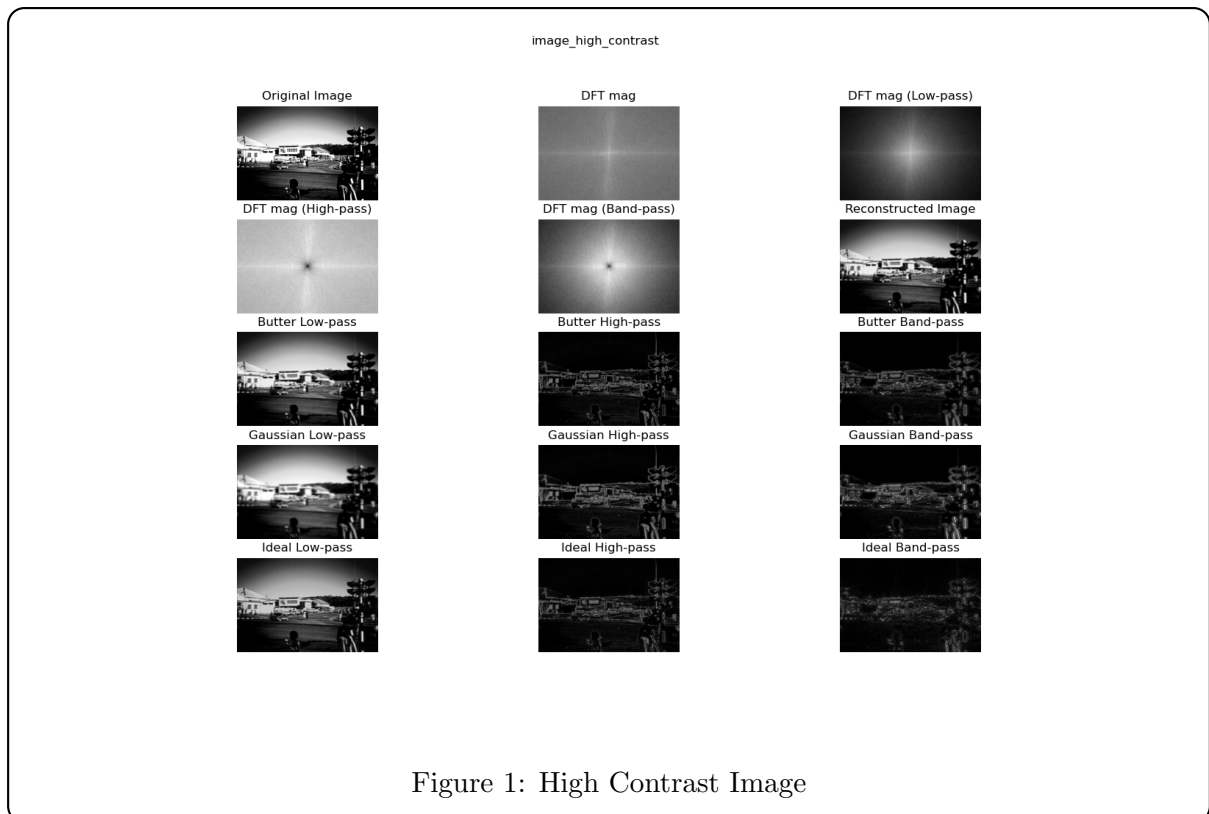 image_high_contrast
Original Image
DFT mag
DFT mag (Low-pass)
DFT mag (High-pass)
DFT mag (Band-pass)
Reconstructed Image
Butter Low-pass
Butter High-pass
Butter Band-pass
Gaussian Low-pass
Gaussian High-pass
Gaussian Band-pass
Ideal Low-pass
Ideal High-pass
Ideal Band-pass
Figure 1: High Contrast Image